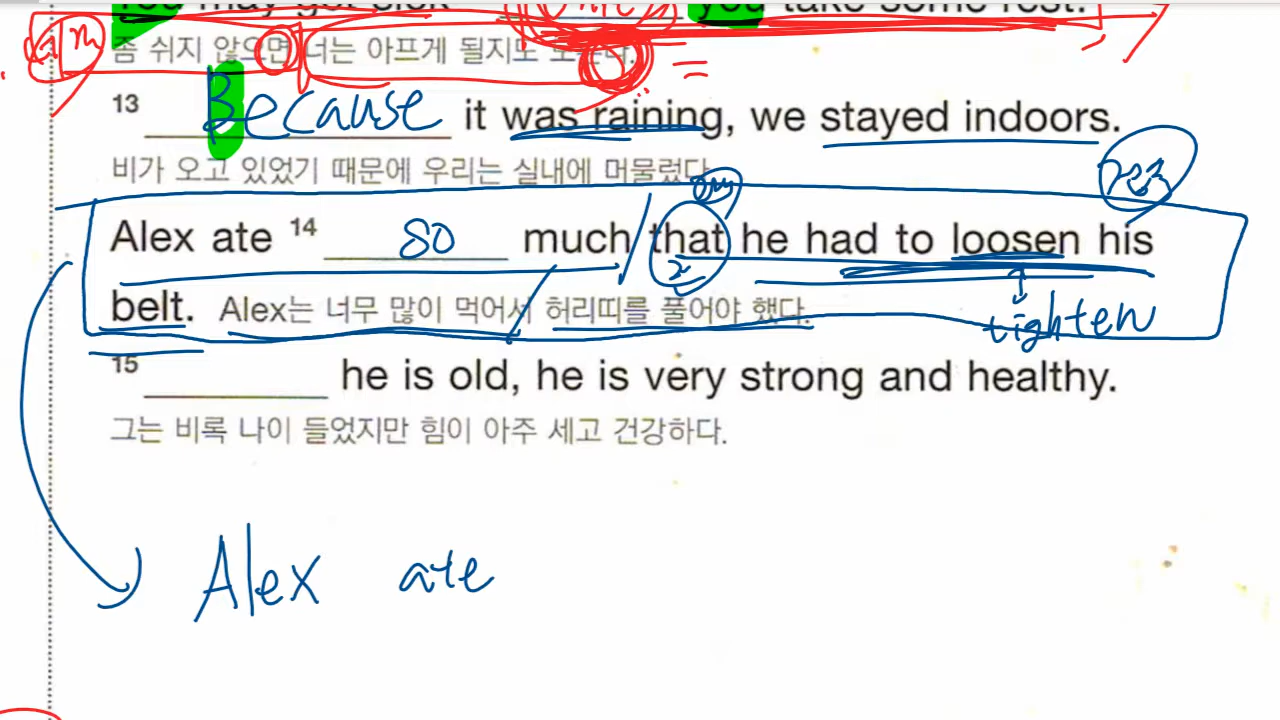 You may get sick you take some rest.
좀 쉬지 않으면 너는 아프게 될지도 모른다.
13 Because it was raining, we stayed indoors.
비가 오고 있었기 때문에 우리는 실내에 머물렀다.
Alex ate 14 so much that he had to loosen his
belt. Alex는 너무 많이 먹어서 허리띠를 풀어야 했다.
tighten
15 he is old, he is very strong and healthy.
그는 비록 나이 들었지만 힘이 아주 세고 건강하다.
Alex ate